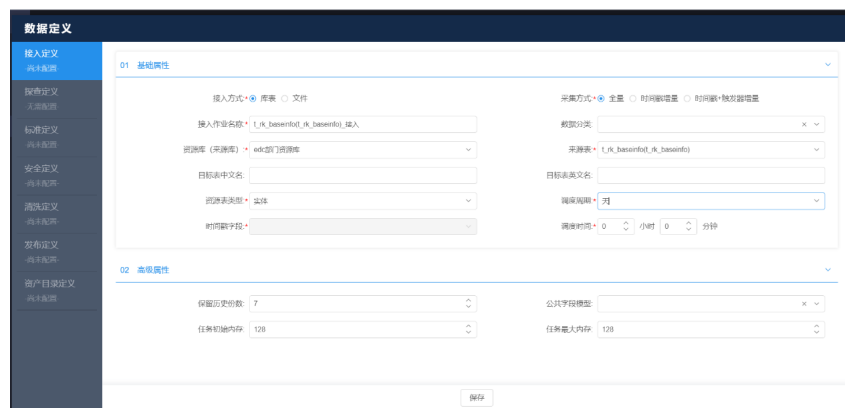 数据定义
接入定义
-尚未配置-
探查定义
-无需配置-
标准定义
-尚未配置-
安全定义
-尚未配置-
清洗定义
-尚未配置-
发布定义
-尚未配置-
资产目录定义
-尚未配置-
01 基础属性
接入方式:* 库表 文件 采集方式:* 全量 时间戳增量 时间戳+触发器增量
接入作业名称:* t_rk_baseinfo(t_rk_baseinfo)_接入 数据分类:
资源库（来源库）:* edc部门资源库 来源表:* t_rk_baseinfo(t_rk_baseinfo)
目标表中文名: 目标表英文名:
资源表类型:* 实体 调度周期:* 天
时间戳字段:* 调度时间:* 0 小时 0 分钟
02 高级属性
保留历史份数: 7 公共字段模型:
任务初始内存: 128 任务最大内存: 128
保存